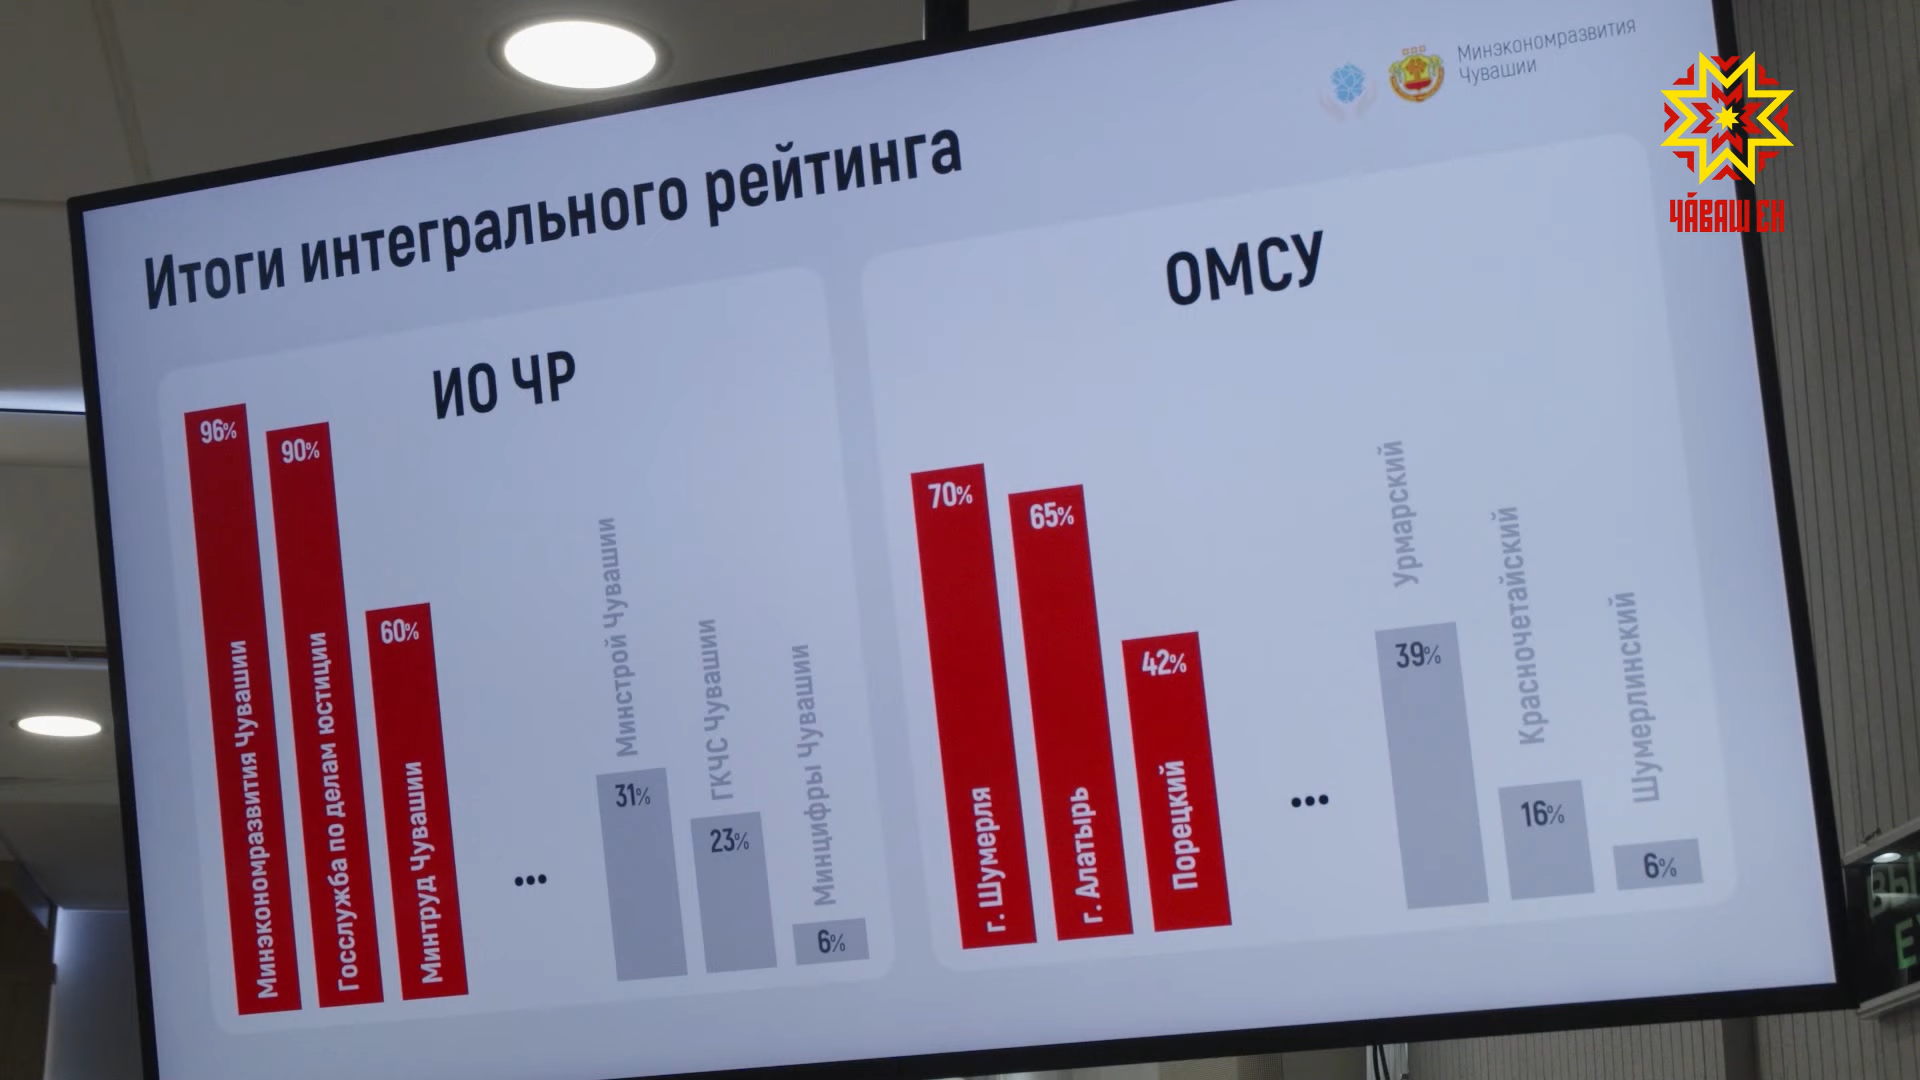 Минэкономразвития
Чувашии
ЧӐВАШ ЕН
Итоги интегрального рейтинга
ИО ЧР
96%
Минэкономразвития Чувашии
90%
Госслужба по делам юстиции
60%
Минтруд Чувашии
...
Минстрой Чувашии
31%
ГКЧС Чувашии
23%
Минцифры Чувашии
6%
ОМСУ
70%
г. Шумерля
65%
г. Алатырь
42%
Порецкий
...
Урмарский
39%
Красночетайский
16%
Шумерлинский
6%